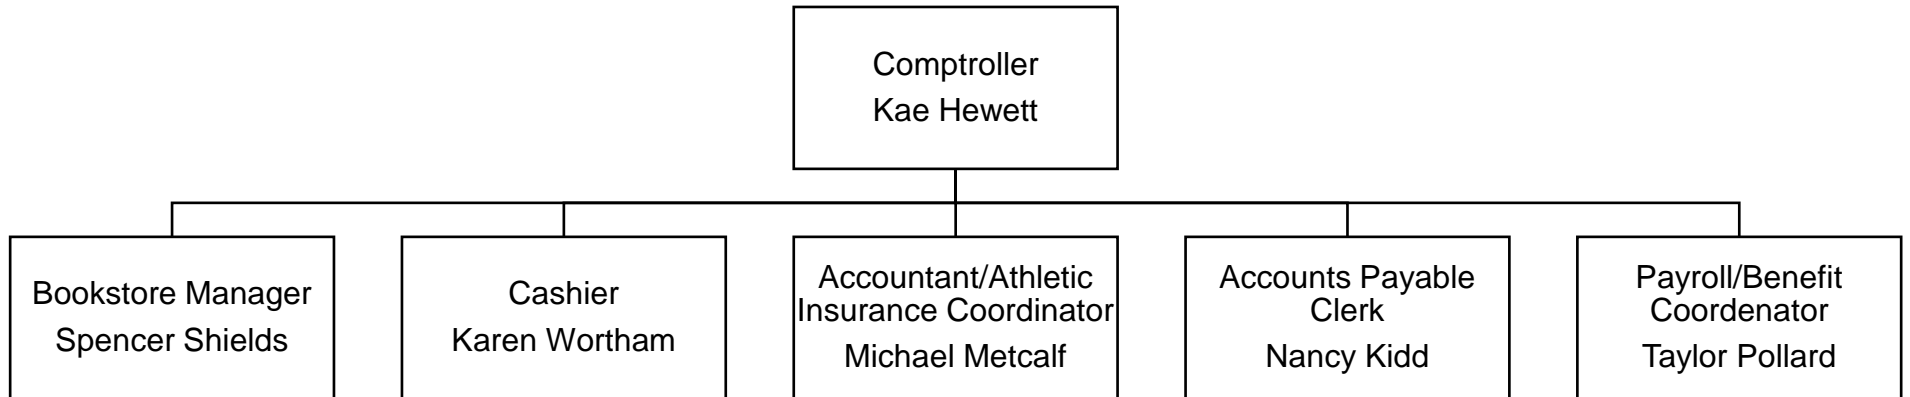 Comptroller
Kae Hewett
Bookstore Manager
Spencer Shields
Cashier
Karen Wortham
Accountant/Athletic
Insurance Coordinator
Michael Metcalf
Accounts Payable
Clerk
Nancy Kidd
Payroll/Benefit
Coordenator
Taylor Pollard